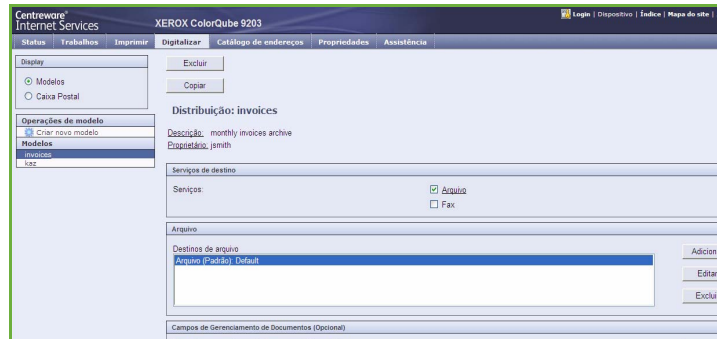 Centreware®
Internet Services
XEROX ColorQube 9203
Login | Dispositivo | Índice | Mapa do site |
Status Trabalhos Imprimir Digitalizar Catálogo de endereços Propriedades Assistência
Display
Modelos
Caixa Postal
Operações de modelo
Criar novo modelo
Modelos
invoices
kaz
Excluir
Copiar
Distribuição: invoices
Descrição: monthly invoices archive
Proprietário: jsmith
Serviços de destino
Serviços: Arquivo
Fax
Arquivo
Destinos de arquivo
Arquivo (Padrão): Default
Adicion
Editar
Exclui
Campos de Gerenciamento de Documentos (Opcional)